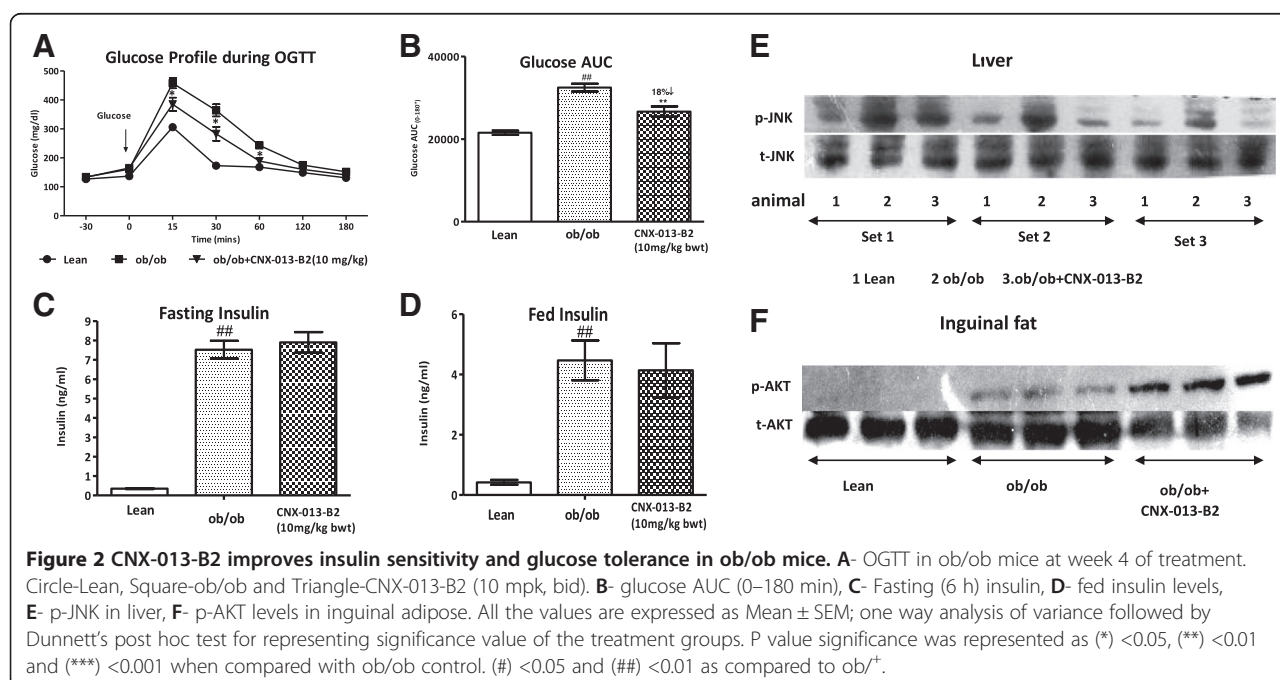 A
Glucose Profile during OGTT
500
400
300
200
100
0
Glucose (mg/dl)
Glucose
*
*
*
-30 0 15 30 60 120 180
Time (mins)
Lean ob/ob ob/ob+CNX-013-B2(10 mg/kg)
B
Glucose AUC
40000
20000
0
Glucose AUC (0-180")
##
18%↓
**
Lean ob/ob CNX-013-B2
(10mg/kg bwt)
C
Fasting Insulin
9
8
7
6
5
4
3
2
1
0
Insulin (ng/ml)
##
Lean ob/ob CNX-013-B2
(10mg/kg bwt)
D
Fed Insulin
6
4
2
0
Insulin (ng/ml)
##
Lean ob/ob CNX-013-B2
(10mg/kg bwt)
E
Liver
p-JNK
t-JNK
animal 1 2 3 1 2 3 1 2 3
Set 1 Set 2 Set 3
1 Lean 2 ob/ob 3.ob/ob+CNX-013-B2
F
Inguinal fat
p-AKT
t-AKT
Lean ob/ob ob/ob+
CNX-013-B2
Figure 2 CNX-013-B2 improves insulin sensitivity and glucose tolerance in ob/ob mice. A- OGTT in ob/ob mice at week 4 of treatment.
Circle-Lean, Square-ob/ob and Triangle-CNX-013-B2 (10 mpk, bid). B- glucose AUC (0–180 min), C- Fasting (6 h) insulin, D- fed insulin levels,
E- p-JNK in liver, F- p-AKT levels in inguinal adipose. All the values are expressed as Mean ± SEM; one way analysis of variance followed by
Dunnett's post hoc test for representing significance value of the treatment groups. P value significance was represented as (*) <0.05, (**) <0.01
and (***) <0.001 when compared with ob/ob control. (#) <0.05 and (##) <0.01 as compared to ob/+.